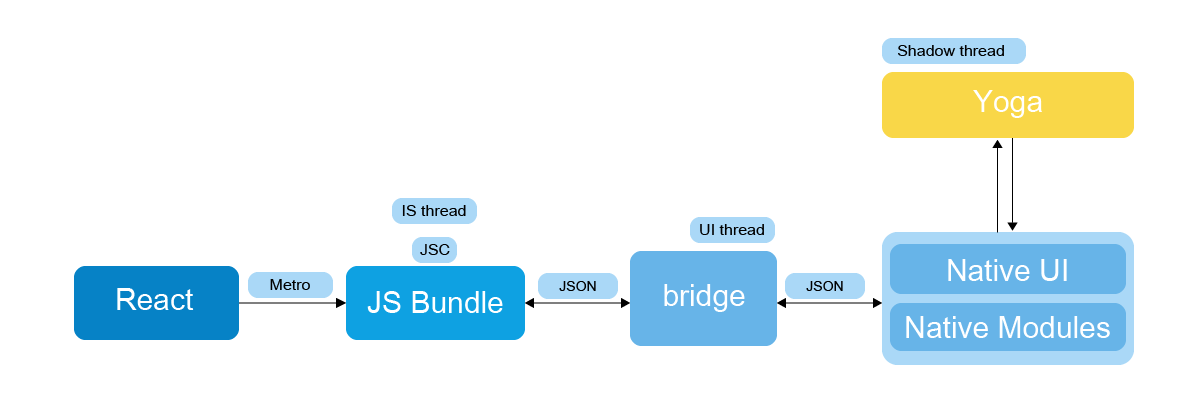 Shadow thread
Yoga
IS thread
JSC
UI thread
React
Metro
JS Bundle
JSON
bridge
JSON
Native UI
Native Modules